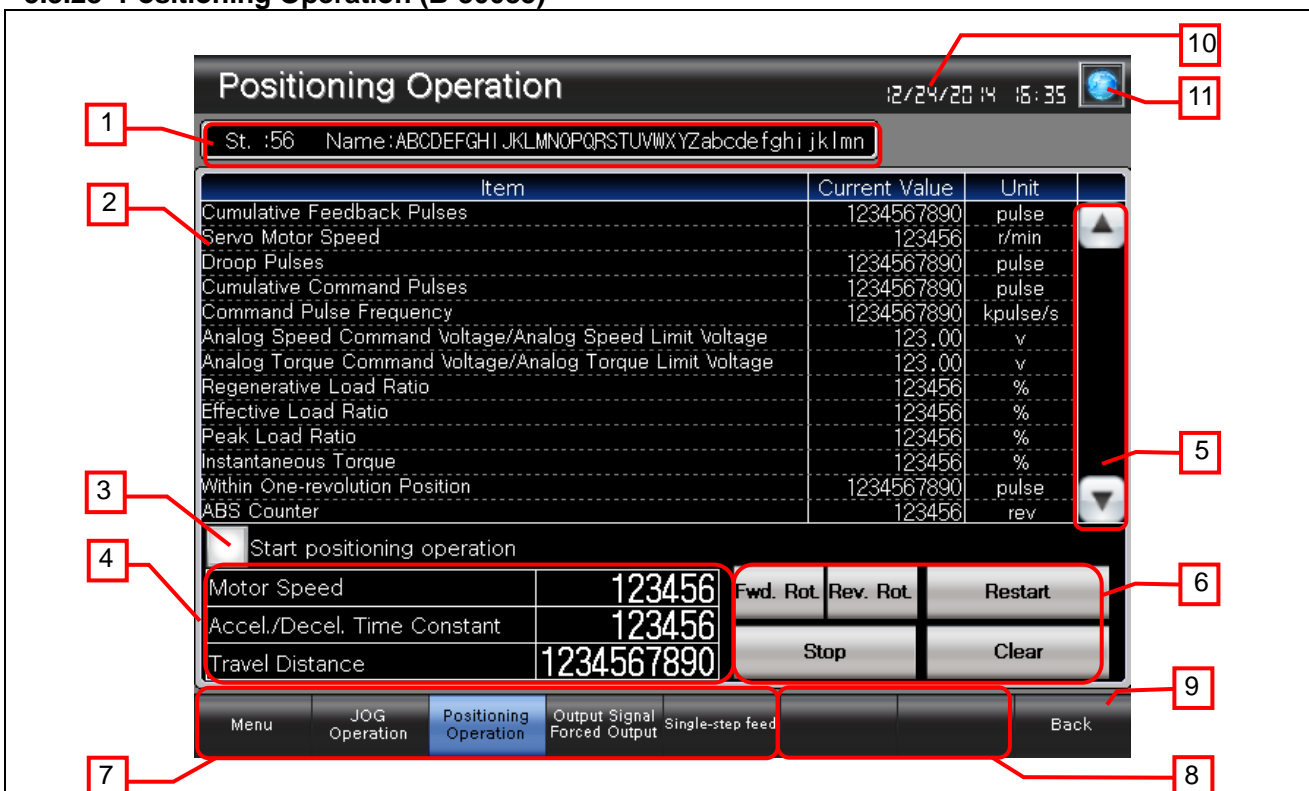 10
Positioning Operation
12/24/2014 16:35
11
1
St. :56 Name:ABCDEFGHIJKLMNOPQRSTUVWXYZabcdefghijklmn
Item Current Value Unit
2
Cumulative Feedback Pulses 1234567890 pulse
Servo Motor Speed 123456 r/min
Droop Pulses 1234567890 pulse
Cumulative Command Pulses 1234567890 pulse
Command Pulse Frequency 1234567890 kpulse/s
Analog Speed Command Voltage/Analog Speed Limit Voltage 123.00 v
Analog Torque Command Voltage/Analog Torque Limit Voltage 123.00 v
Regenerative Load Ratio 123456 %
Effective Load Ratio 123456 %
Peak Load Ratio 123456 %
5
Instantaneous Torque 123456 %
Within One-revolution Position 1234567890 pulse
3
ABS Counter 123456 rev
Start positioning operation
4
Motor Speed 123456
Accel./Decel. Time Constant 123456
Travel Distance 1234567890
Fwd. Rot. Rev. Rot. Restart
6
Stop Clear
9
Menu
JOG
Operation
Positioning
Operation
Output Signal
Forced Output
Single-step feed
Back
7
8